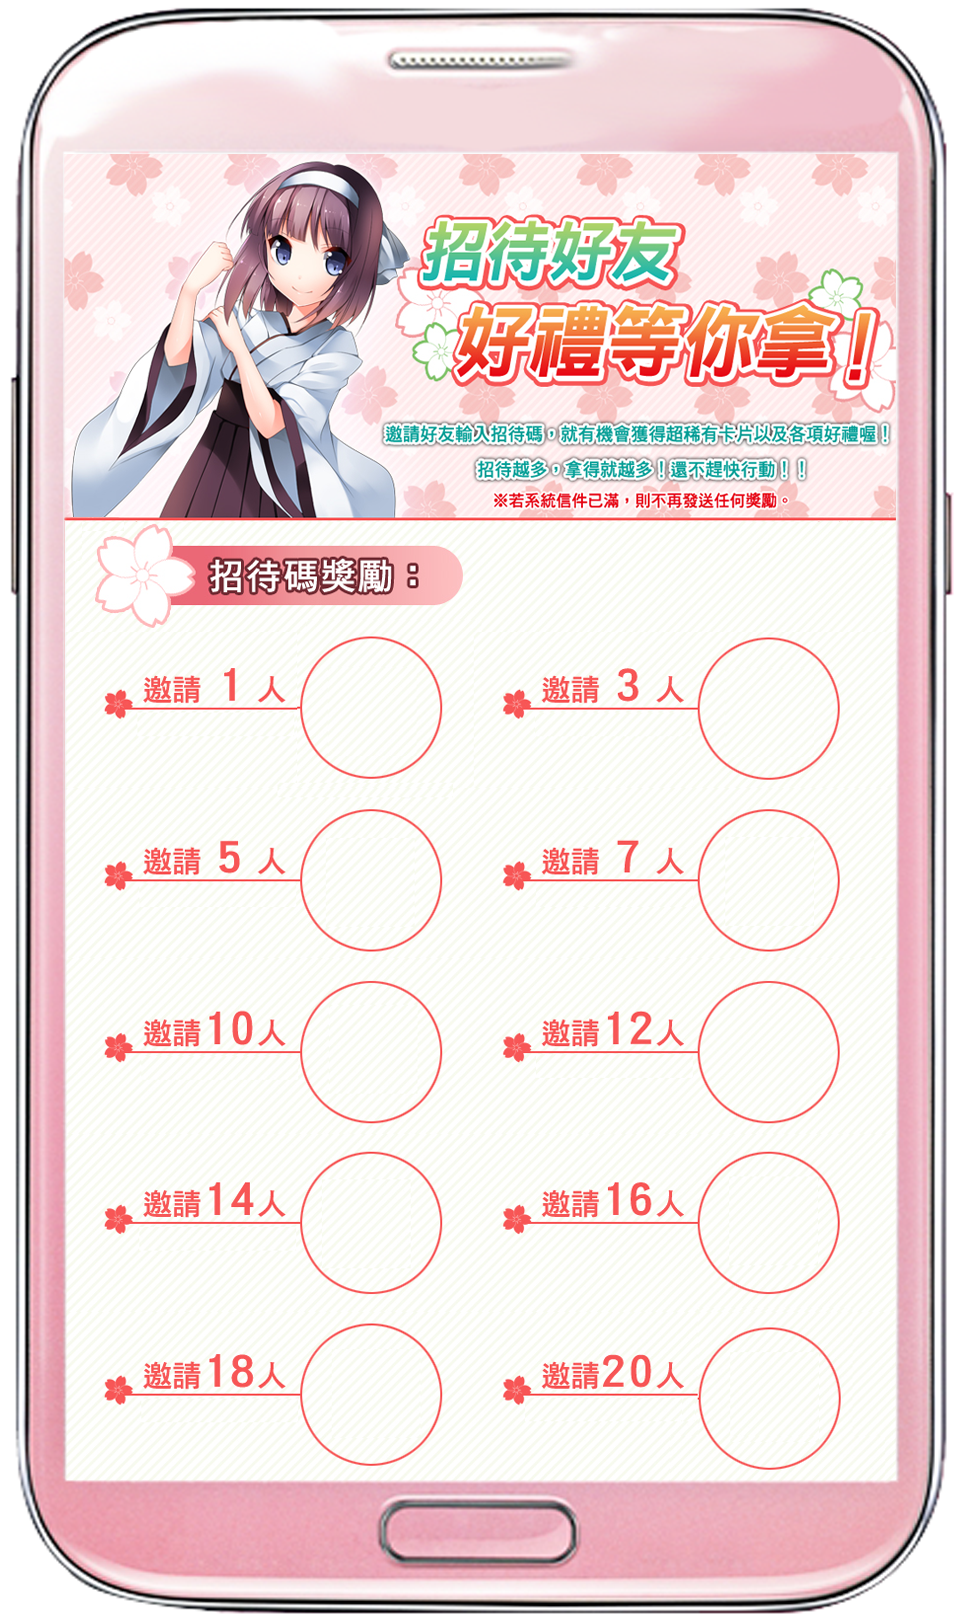 招待好友
好禮等你拿！
邀請好友輸入招待碼，就有機會獲得超稀有卡片以及各項好禮喔！
招待越多，拿得就越多！還不趕快行動！！
※若系統信件已滿，則不再發送任何獎勵。
招待碼獎勵：
邀請 1 人
邀請 3 人
邀請 5 人
邀請 7 人
邀請10人
邀請12人
邀請14人
邀請16人
邀請18人
邀請20人